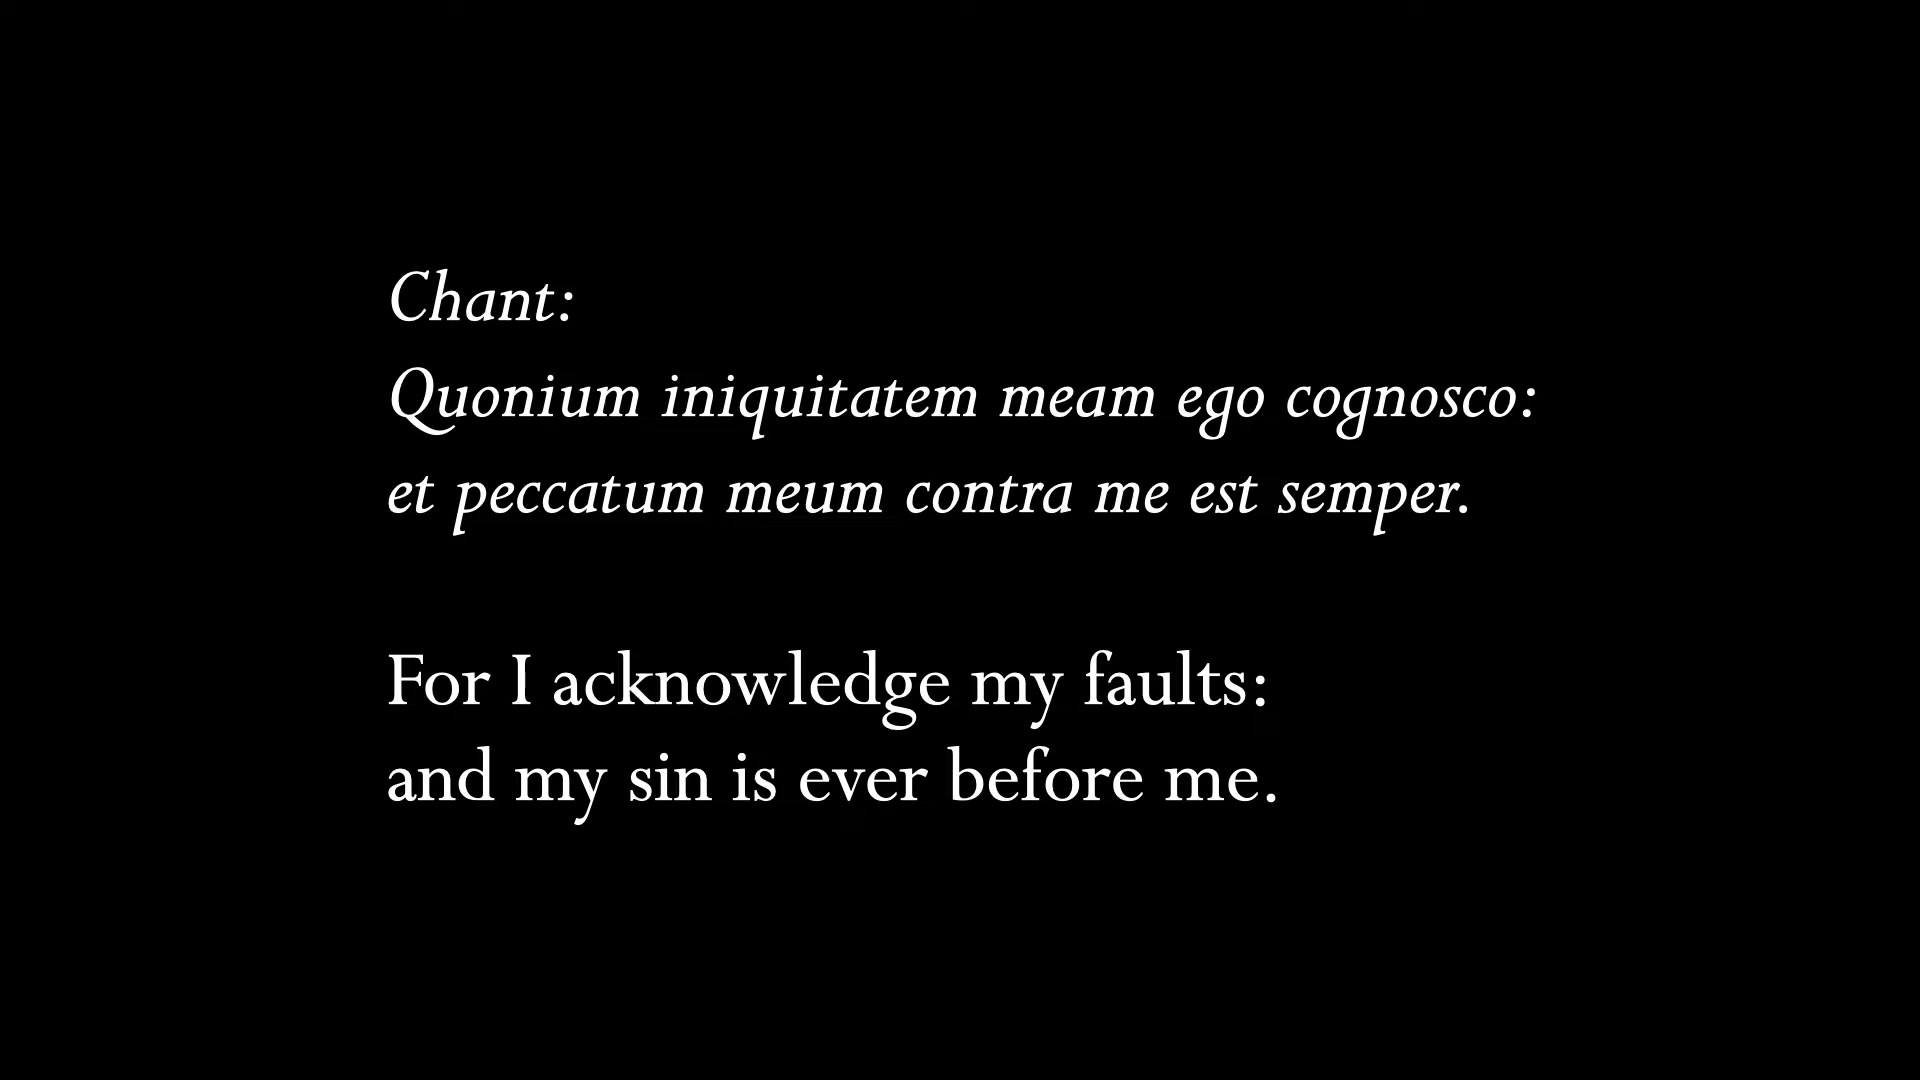 Chant:
Quonium iniquitatem meam ego cognosco:
et peccatum meum contra me est semper.
For I acknowledge my faults:
and my sin is ever before me.